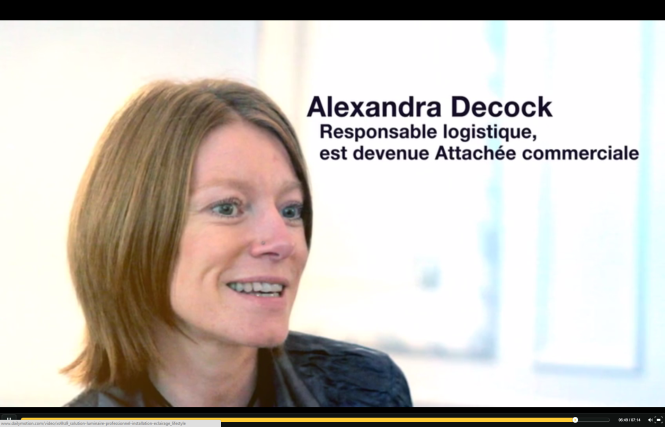 Alexandra Decock
Responsable logistique,
est devenue Attachée commerciale